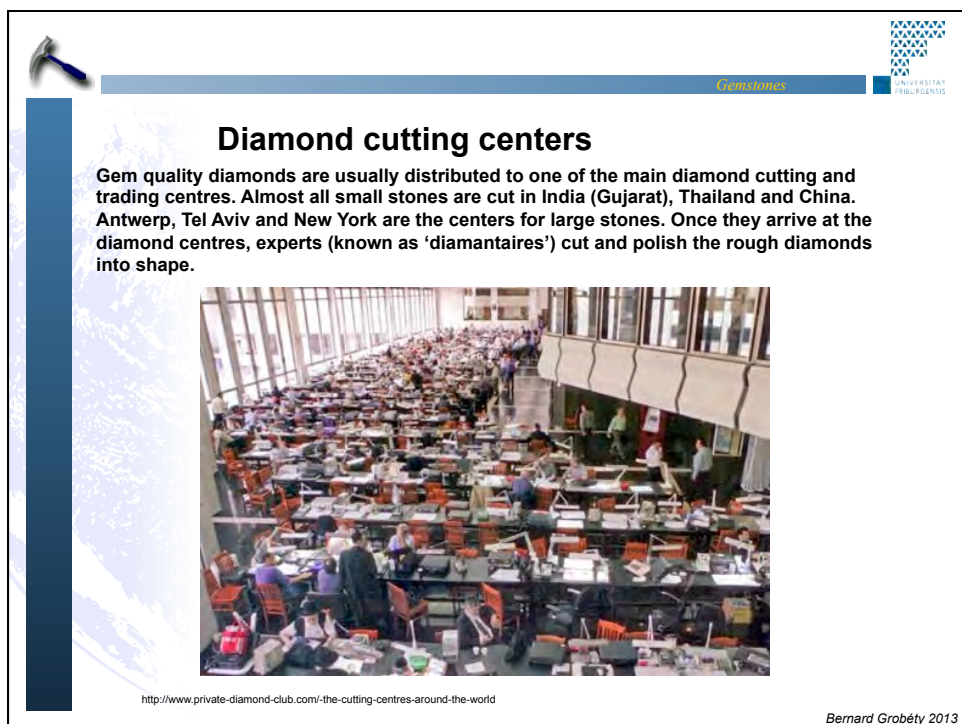 Gemstones
UNIVERSITAS
FRIBURGENSIS
Diamond cutting centers
Gem quality diamonds are usually distributed to one of the main diamond cutting and
trading centres. Almost all small stones are cut in India (Gujarat), Thailand and China.
Antwerp, Tel Aviv and New York are the centers for large stones. Once they arrive at the
diamond centres, experts (known as ‘diamantaires’) cut and polish the rough diamonds
into shape.
http://www.private-diamond-club.com/-the-cutting-centres-around-the-world
Bernard Grobéty 2013